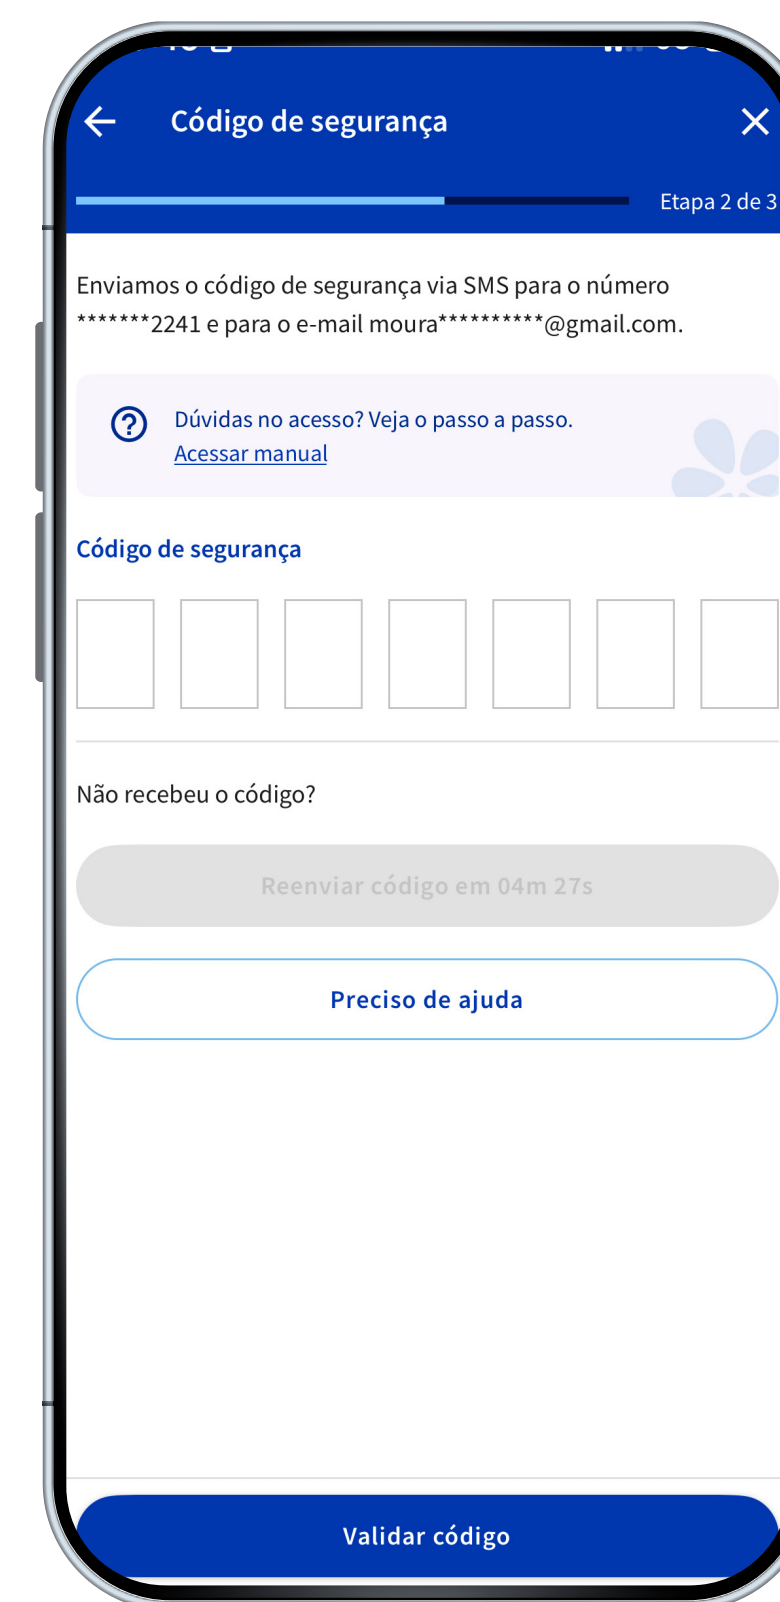 Código de segurança
Etapa 2 de 3
Enviamos o código de segurança via SMS para o número
*******2241 e para o e-mail moura**********@gmail.com.
Dúvidas no acesso? Veja o passo a passo.
Acessar manual
Código de segurança
Não recebeu o código?
Reenviar código em 04m 27s
Preciso de ajuda
Validar código